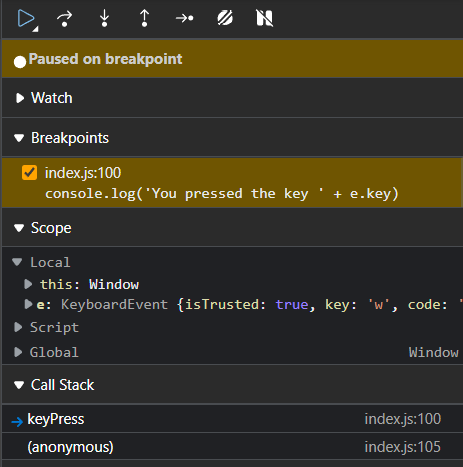 Paused on breakpoint
Watch
Breakpoints
index.js:100
console.log('You pressed the key ' + e.key)
Scope
Local
this: Window
e: KeyboardEvent {isTrusted: true, key: 'w', code: '
Script
Global Window
Call Stack
keyPress index.js:100
(anonymous) index.js:105